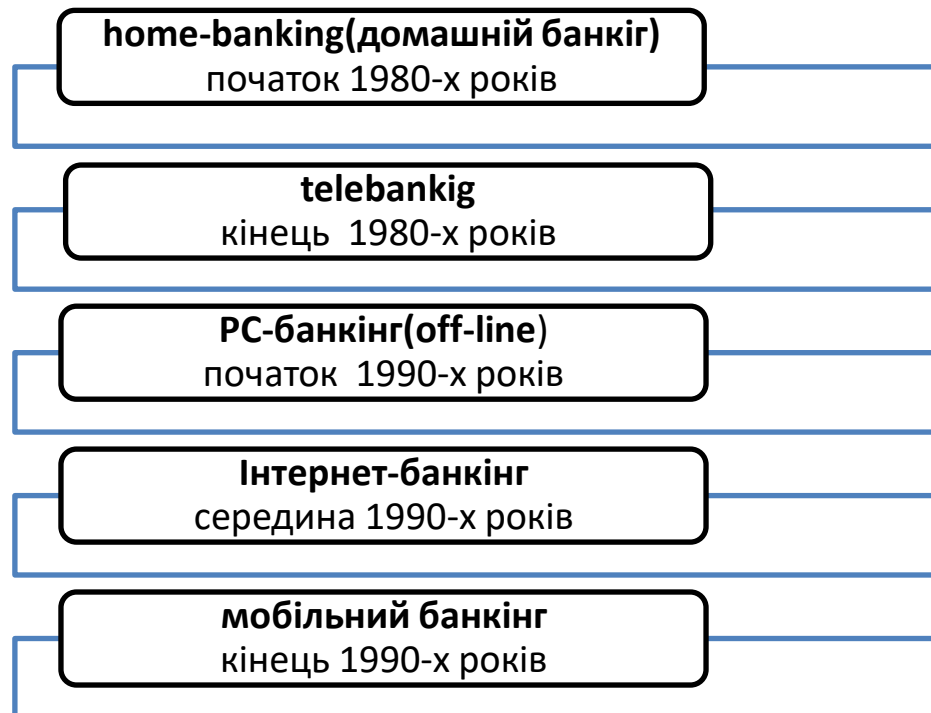 home-banking(домашній банкіг)
початок 1980-х років
telebankig
кінець 1980-х років
PC-банкінг(off-line)
початок 1990-х років
Інтернет-банкінг
середина 1990-х років
мобільний банкінг
кінець 1990-х років